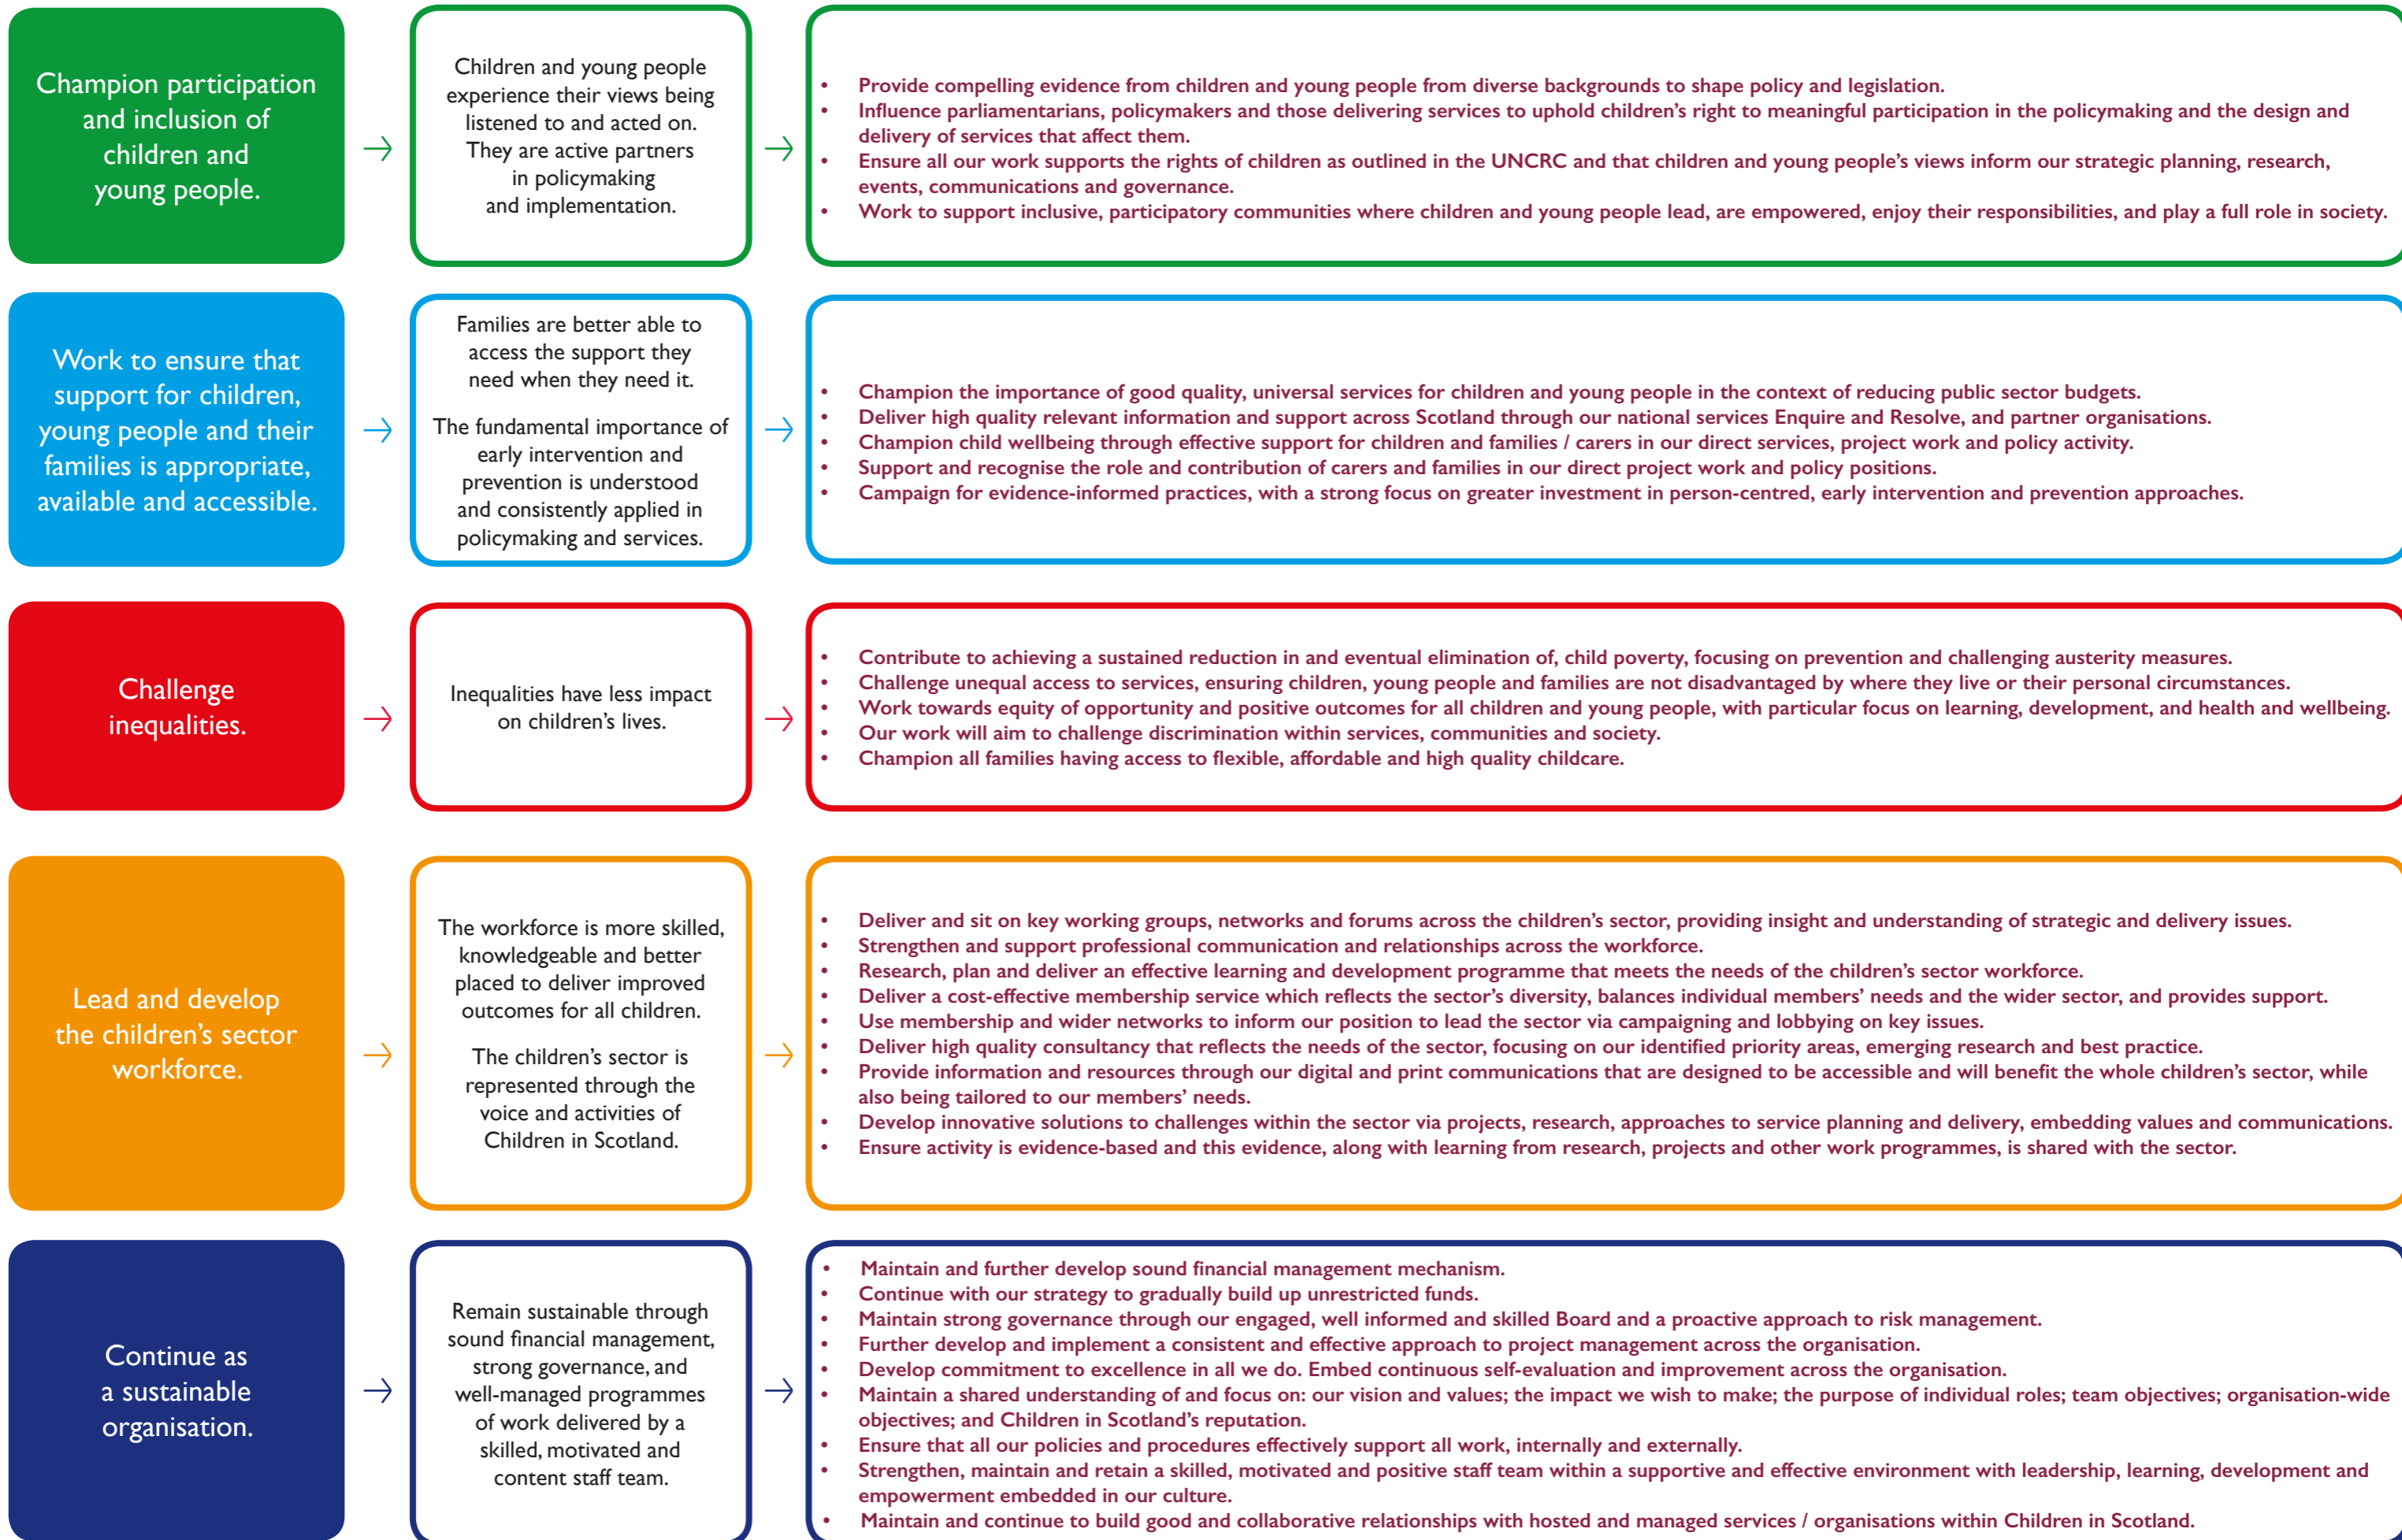 Champion participation
and inclusion of
children and
young people.
→
Children and young people
experience their views being
listened to and acted on.
They are active partners
in policymaking
and implementation.
→
• Provide compelling evidence from children and young people from diverse backgrounds to shape policy and legislation.
• Influence parliamentarians, policymakers and those delivering services to uphold children’s right to meaningful participation in the policymaking and the design and
delivery of services that affect them.
• Ensure all our work supports the rights of children as outlined in the UNCRC and that children and young people’s views inform our strategic planning, research,
events, communications and governance.
• Work to support inclusive, participatory communities where children and young people lead, are empowered, enjoy their responsibilities, and play a full role in society.
Work to ensure that
support for children,
young people and their
families is appropriate,
available and accessible.
→
Families are better able to
access the support they
need when they need it.
The fundamental importance of
early intervention and
prevention is understood
and consistently applied in
policymaking and services.
→
• Champion the importance of good quality, universal services for children and young people in the context of reducing public sector budgets.
• Deliver high quality relevant information and support across Scotland through our national services Enquire and Resolve, and partner organisations.
• Champion child wellbeing through effective support for children and families / carers in our direct services, project work and policy activity.
• Support and recognise the role and contribution of carers and families in our direct project work and policy positions.
• Campaign for evidence-informed practices, with a strong focus on greater investment in person-centred, early intervention and prevention approaches.
Challenge
inequalities.
→
Inequalities have less impact
on children’s lives.
→
• Contribute to achieving a sustained reduction in and eventual elimination of, child poverty, focusing on prevention and challenging austerity measures.
• Challenge unequal access to services, ensuring children, young people and families are not disadvantaged by where they live or their personal circumstances.
• Work towards equity of opportunity and positive outcomes for all children and young people, with particular focus on learning, development, and health and wellbeing.
• Our work will aim to challenge discrimination within services, communities and society.
• Champion all families having access to flexible, affordable and high quality childcare.
Lead and develop
the children’s sector
workforce.
→
The workforce is more skilled,
knowledgeable and better
placed to deliver improved
outcomes for all children.
The children’s sector is
represented through the
voice and activities of
Children in Scotland.
→
• Deliver and sit on key working groups, networks and forums across the children’s sector, providing insight and understanding of strategic and delivery issues.
• Strengthen and support professional communication and relationships across the workforce.
• Research, plan and deliver an effective learning and development programme that meets the needs of the children’s sector workforce.
• Deliver a cost-effective membership service which reflects the sector’s diversity, balances individual members’ needs and the wider sector, and provides support.
• Use membership and wider networks to inform our position to lead the sector via campaigning and lobbying on key issues.
• Deliver high quality consultancy that reflects the needs of the sector, focusing on our identified priority areas, emerging research and best practice.
• Provide information and resources through our digital and print communications that are designed to be accessible and will benefit the whole children’s sector, while
also being tailored to our members’ needs.
• Develop innovative solutions to challenges within the sector via projects, research, approaches to service planning and delivery, embedding values and communications.
• Ensure activity is evidence-based and this evidence, along with learning from research, projects and other work programmes, is shared with the sector.
Continue as
a sustainable
organisation.
→
Remain sustainable through
sound financial management,
strong governance, and
well-managed programmes
of work delivered by a
skilled, motivated and
content staff team.
→
• Maintain and further develop sound financial management mechanism.
• Continue with our strategy to gradually build up unrestricted funds.
• Maintain strong governance through our engaged, well informed and skilled Board and a proactive approach to risk management.
• Further develop and implement a consistent and effective approach to project management across the organisation.
• Develop commitment to excellence in all we do. Embed continuous self-evaluation and improvement across the organisation.
• Maintain a shared understanding of and focus on: our vision and values; the impact we wish to make; the purpose of individual roles; team objectives; organisation-wide
objectives; and Children in Scotland’s reputation.
• Ensure that all our policies and procedures effectively support all work, internally and externally.
• Strengthen, maintain and retain a skilled, motivated and positive staff team within a supportive and effective environment with leadership, learning, development and
empowerment embedded in our culture.
• Maintain and continue to build good and collaborative relationships with hosted and managed services / organisations within Children in Scotland.